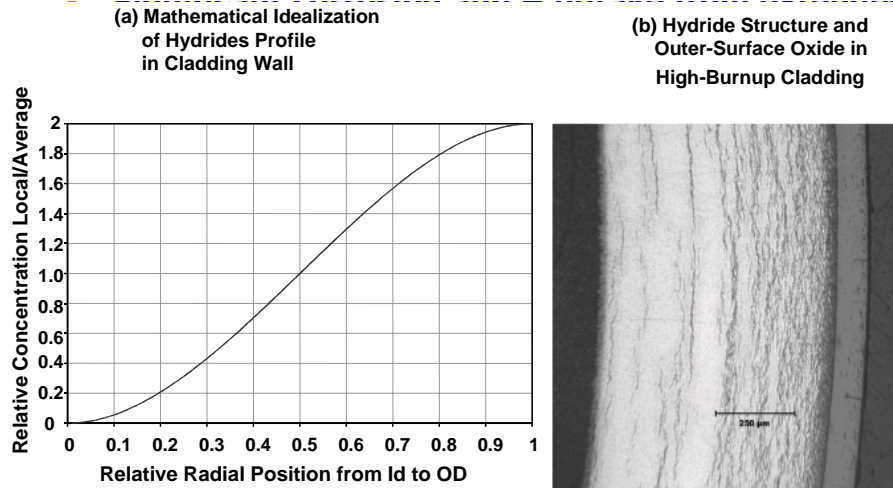 (a) Mathematical Idealization
of Hydrides Profile
in Cladding Wall
Relative Concentration Local/Average
2
1.8
1.6
1.4
1.2
1.0
0.8
0.6
0.4
0.2
0
0 0.1 0.2 0.3 0.4 0.5 0.6 0.7 0.8 0.9 1
Relative Radial Position from Id to OD
(b) Hydride Structure and
Outer-Surface Oxide in
High-Burnup Cladding
250 µm